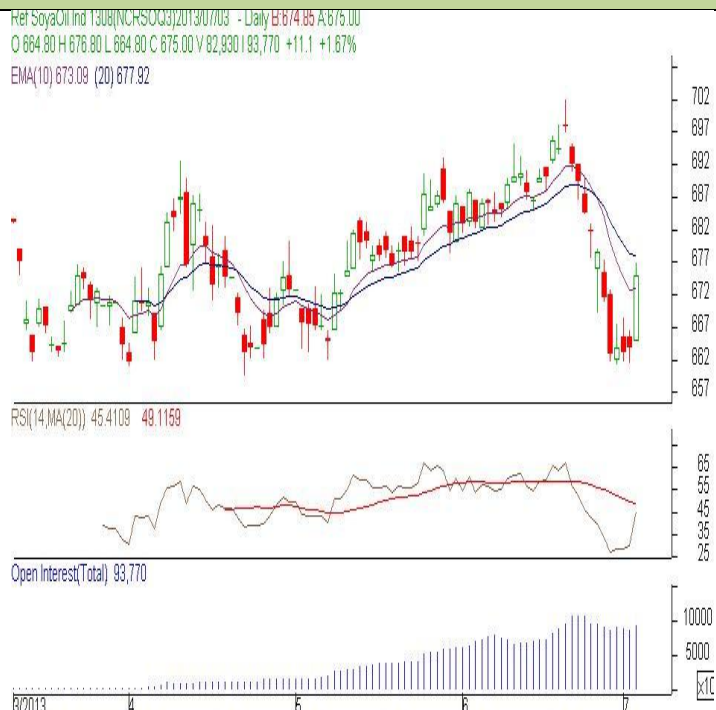 Ref SoyaOil Ind 1308(NCRSOQ3)2013/07/03 - Daily B:674.85 A:675.00
O 664.80 H 676.80 L 664.80 C 675.00 V 82,930 I 93,770 +11.1 +1.67%
EMA(10) 673.09 (20) 677.92
702
697
692
687
682
677
672
667
662
657
RSI(14,MA(20)) 45.4109 49.1159
65
55
45
35
25
Open Interest(Total) 93,770
10000
5000
x10
3/2013 4 5 6 7